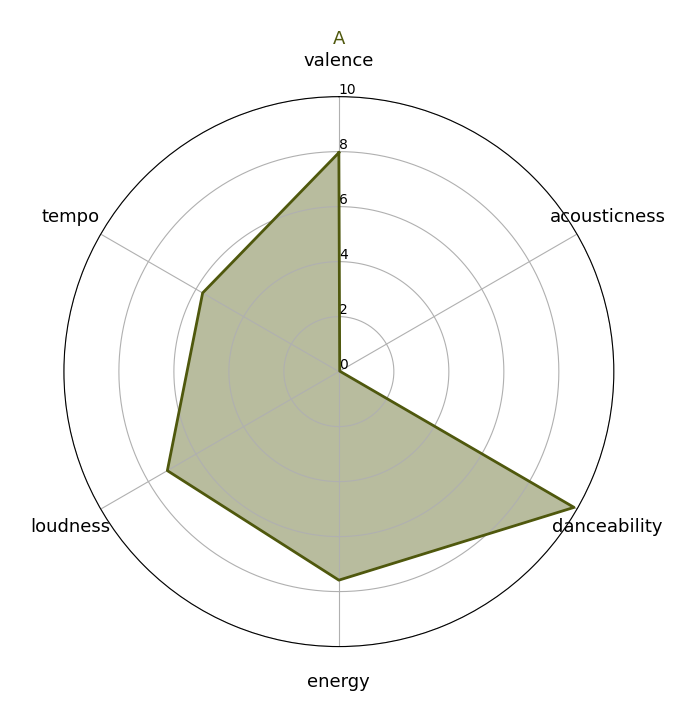 A
valence
10
8
tempo
acousticness
6
4
2
0
loudness
danceability
energy